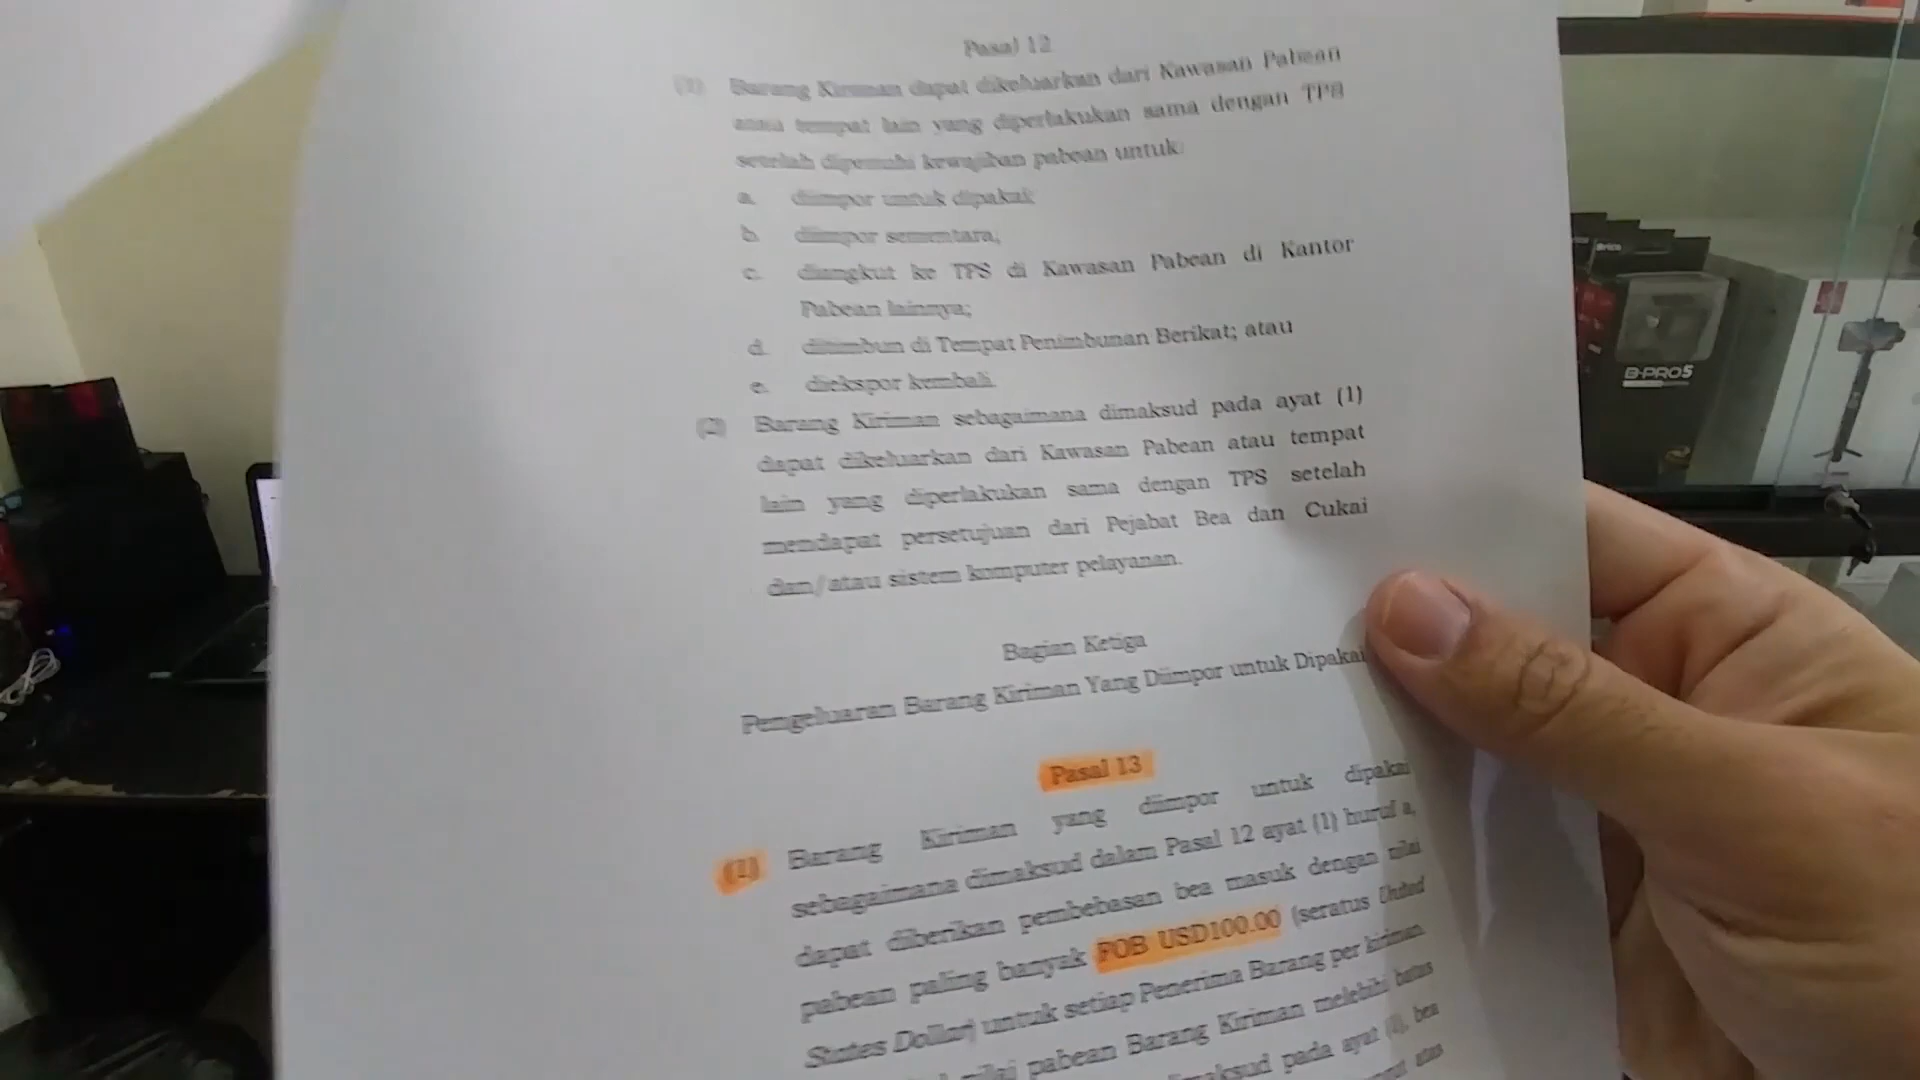 Pasal 12
(1) Barang Kiriman dapat dikeluarkan dari Kawasan Pabean
atau tempat lain yang diperlakukan sama dengan TPS
setelah dipenuhi kewajiban pabean untuk:
a. diimpor untuk dipakai;
b. diimpor sementara;
c. diangkut ke TPS di Kawasan Pabean di Kantor
Pabean lainnya;
d. ditimbun di Tempat Penimbunan Berikat; atau
e. diekspor kembali.
(2) Barang Kiriman sebagaimana dimaksud pada ayat (1)
dapat dikeluarkan dari Kawasan Pabean atau tempat
lain yang diperlakukan sama dengan TPS setelah
mendapat persetujuan dari Pejabat Bea dan Cukai
dan/atau sistem komputer pelayanan.
Bagian Ketiga
Pengeluaran Barang Kiriman Yang Diimpor untuk Dipakai
Pasal 13
(1) Barang Kiriman yang diimpor untuk dipakai
sebagaimana dimaksud dalam Pasal 12 ayat (1) huruf a,
dapat diberikan pembebasan bea masuk dengan nilai
pabean paling banyak FOB USD100.00 (seratus United
States Dollar) untuk setiap Penerima Barang per kiriman.
nilai pabean Barang Kiriman melebihi batas
dimaksud pada ayat (1), bea
atas
B-PRO5